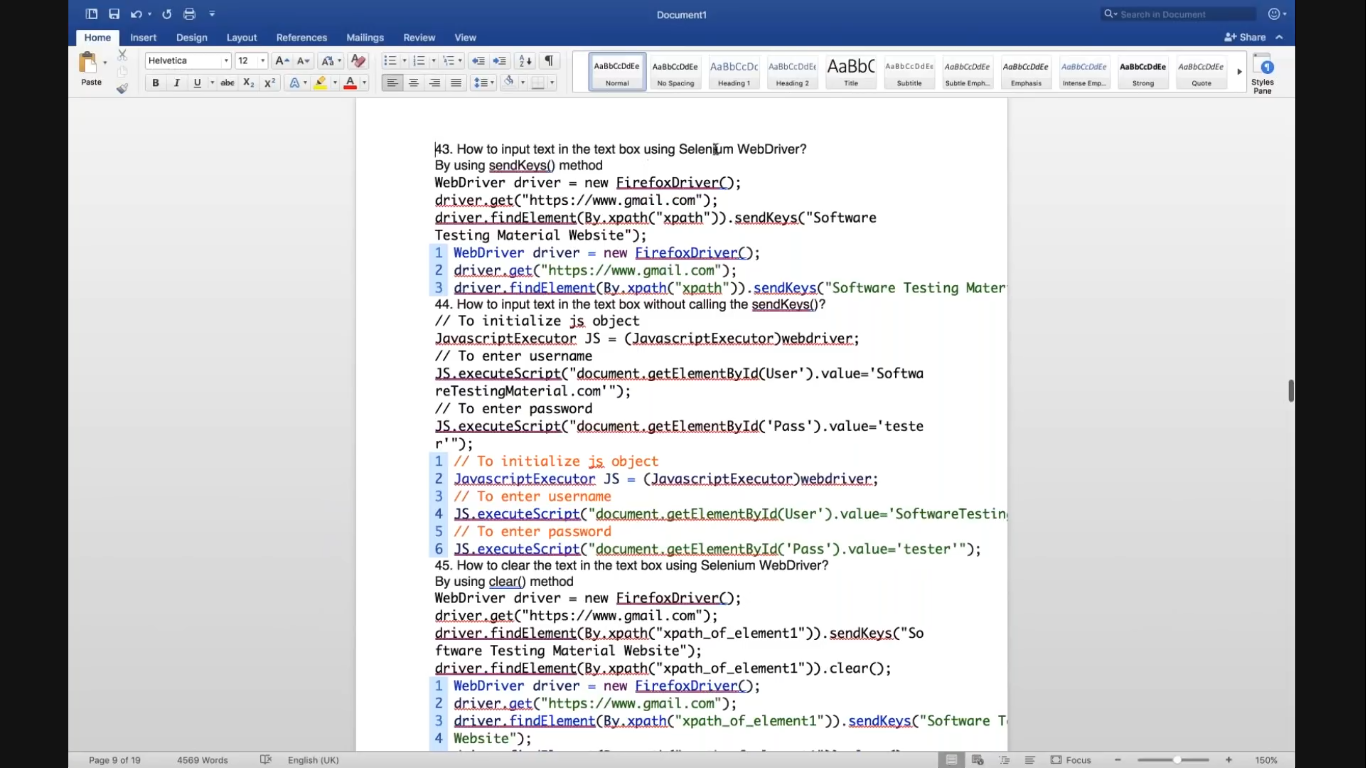 Document1
Search in Document
Home Insert Design Layout References Mailings Review View
Share
Paste
Helvetica 12
AaBbCcDdEe AaBbCcDdEe AaBbCcDc AaBbCcDdEe AaBbC AaBbCcDdEe AaBbCcDdEe AaBbCcDdEe AaBbCcDdEe AaBbCcDdEe AaBbCcDdEe
Normal No Spacing Heading 1 Heading 2 Title Subtitle Subtle Emph... Emphasis Intense Emp... Strong Quote
Styles
Pane
43. How to input text in the text box using Selenium WebDriver?
By using sendKeys() method
WebDriver driver = new FirefoxDriver();
driver.get("https://www.gmail.com");
driver.findElement(By.xpath("xpath")).sendKeys("Software
Testing Material Website");
1 WebDriver driver = new FirefoxDriver();
2 driver.get("https://www.gmail.com");
3 driver.findElement(By.xpath("xpath")).sendKeys("Software Testing Mater
44. How to input text in the text box without calling the sendKeys()?
// To initialize js object
JavascriptExecutor JS = (JavascriptExecutor)webdriver;
// To enter username
JS.executeScript("document.getElementById(User').value='Softwa
reTestingMaterial.com'");
// To enter password
JS.executeScript("document.getElementById('Pass').value='teste
r'");
1 // To initialize js object
2 JavascriptExecutor JS = (JavascriptExecutor)webdriver;
3 // To enter username
4 JS.executeScript("document.getElementById(User').value='SoftwareTesting
5 // To enter password
6 JS.executeScript("document.getElementById('Pass').value='tester'");
45. How to clear the text in the text box using Selenium WebDriver?
By using clear() method
WebDriver driver = new FirefoxDriver();
driver.get("https://www.gmail.com");
driver.findElement(By.xpath("xpath_of_element1")).sendKeys("So
ftware Testing Material Website");
driver.findElement(By.xpath("xpath_of_element1")).clear();
1 WebDriver driver = new FirefoxDriver();
2 driver.get("https://www.gmail.com");
3 driver.findElement(By.xpath("xpath_of_element1")).sendKeys("Software T
4 Website");
Page 9 of 19 4569 Words English (UK) Focus 150%